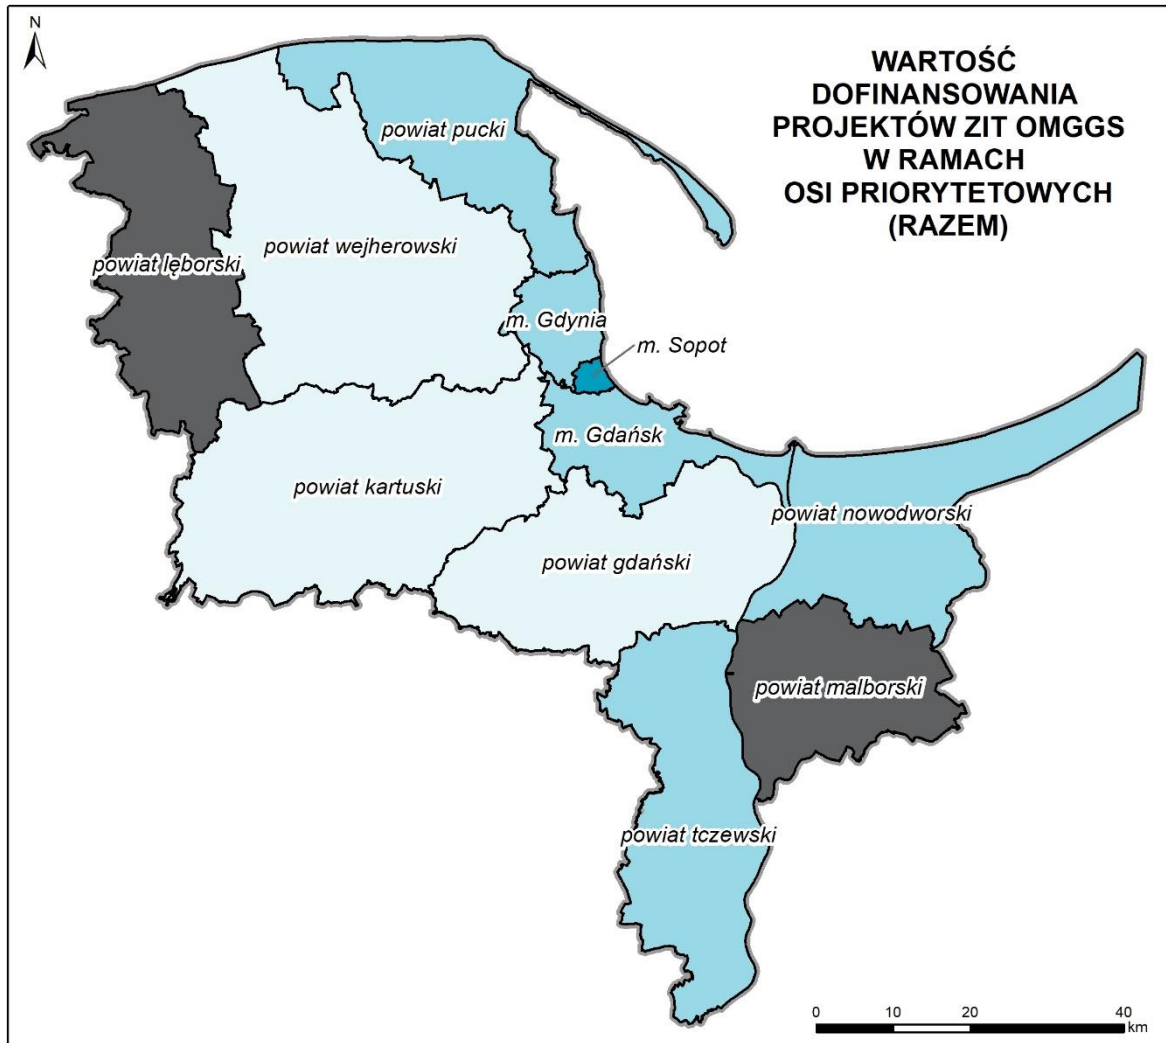 N
WARTOŚĆ
DOFINANSOWANIA
PROJEKTÓW ZIT OMGGS
W RAMACH
OSI PRIORYTETOWYCH
(RAZEM)
powiat pucki
powiat wejherowski
powiat lęborski
m. Gdynia
m. Sopot
m. Gdańsk
powiat kartuski
powiat nowodworski
powiat gdański
powiat malborski
powiat tczewski
0 10 20 40
km